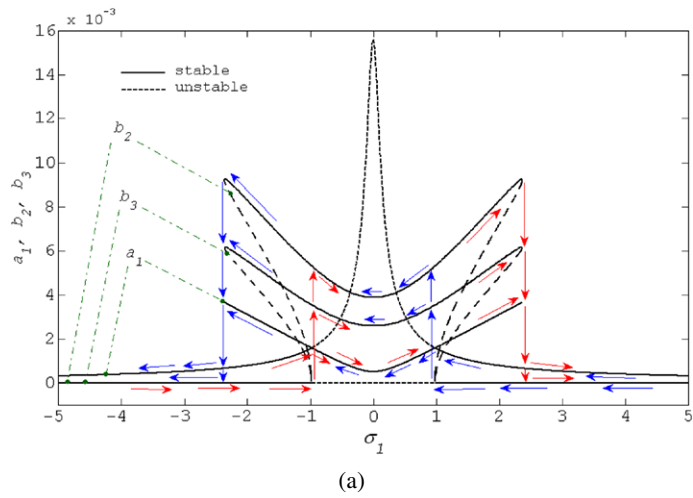 x 10⁻³
16
14
12
10
8
6
4
2
0
a₁, b₂, b₃
stable
unstable
b₂
b₃
a₁
-5 -4 -3 -2 -1 0 1 2 3 4 5
σ₁
(a)